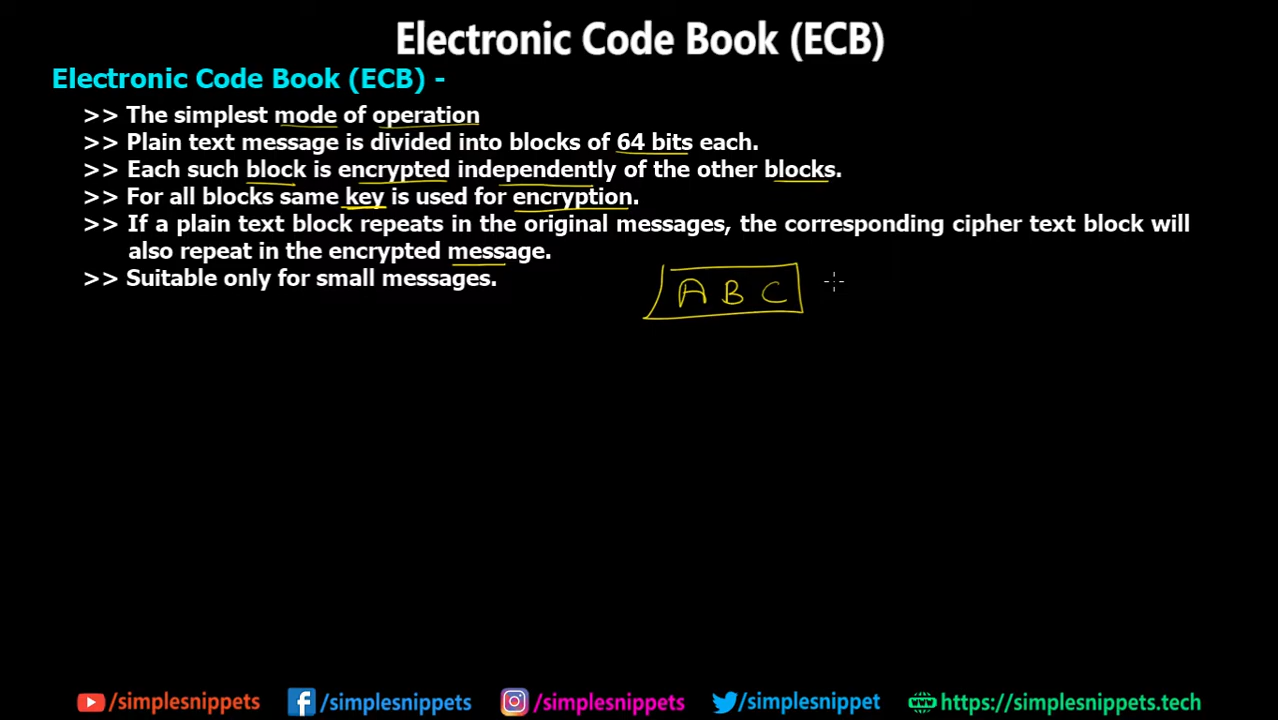 Electronic Code Book (ECB)
Electronic Code Book (ECB) -
>> The simplest mode of operation
>> Plain text message is divided into blocks of 64 bits each.
>> Each such block is encrypted independently of the other blocks.
>> For all blocks same key is used for encryption.
>> If a plain text block repeats in the original messages, the corresponding cipher text block will
also repeat in the encrypted message.
>> Suitable only for small messages.
A B C
/simplesnippets /simplesnippets /simplesnippets /simplesnippet https://simplesnippets.tech